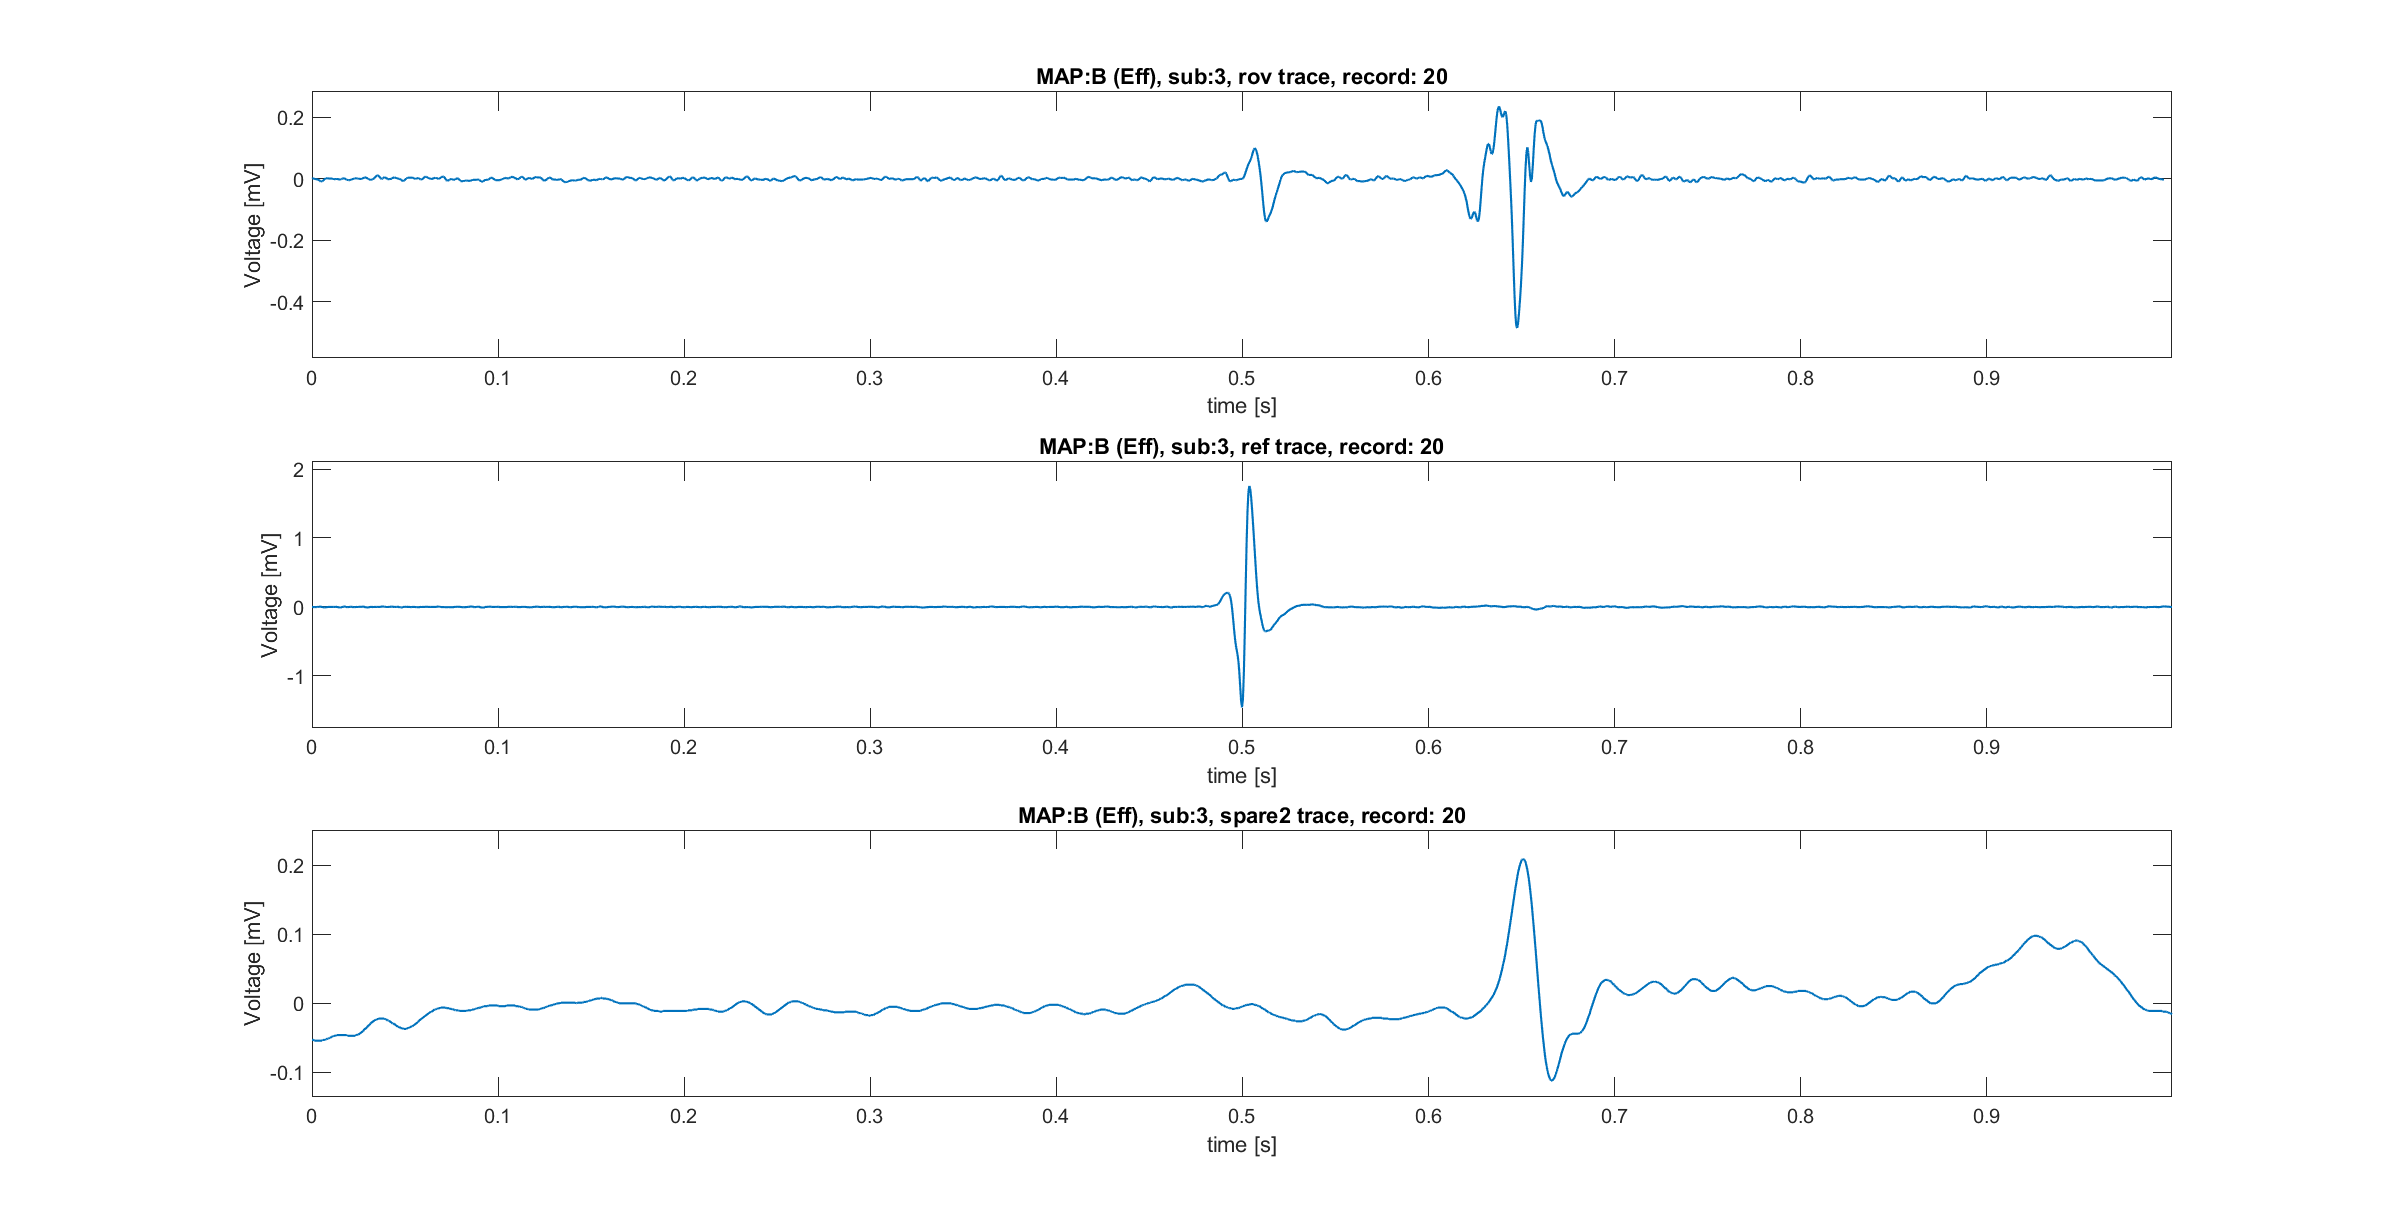 MAP:B (Eff), sub:3, rov trace, record: 20
Voltage [mV]
0.2
0
-0.2
-0.4
0 0.1 0.2 0.3 0.4 0.5 0.6 0.7 0.8 0.9
time [s]
MAP:B (Eff), sub:3, ref trace, record: 20
Voltage [mV]
2
1
0
-1
0 0.1 0.2 0.3 0.4 0.5 0.6 0.7 0.8 0.9
time [s]
MAP:B (Eff), sub:3, spare2 trace, record: 20
Voltage [mV]
0.2
0.1
0
-0.1
0 0.1 0.2 0.3 0.4 0.5 0.6 0.7 0.8 0.9
time [s]